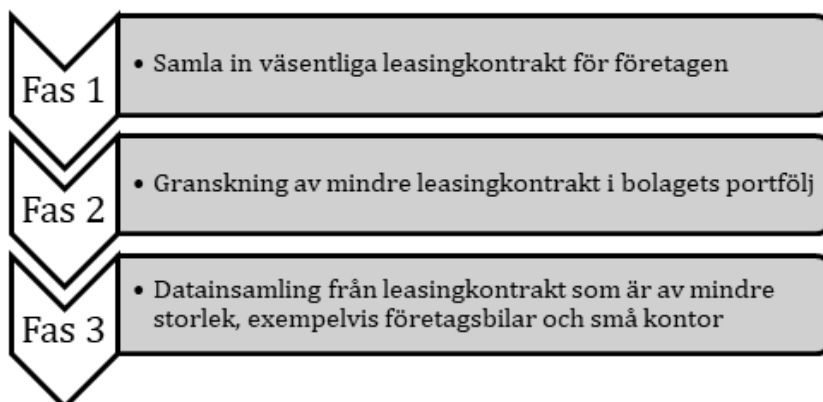 Fas 1
• Samla in väsentliga leasingkontrakt för företagen
Fas 2
• Granskning av mindre leasingkontrakt i bolagets portfölj
Fas 3
• Datainsamling från leasingkontrakt som är av mindre
storlek, exempelvis företagsbilar och små kontor